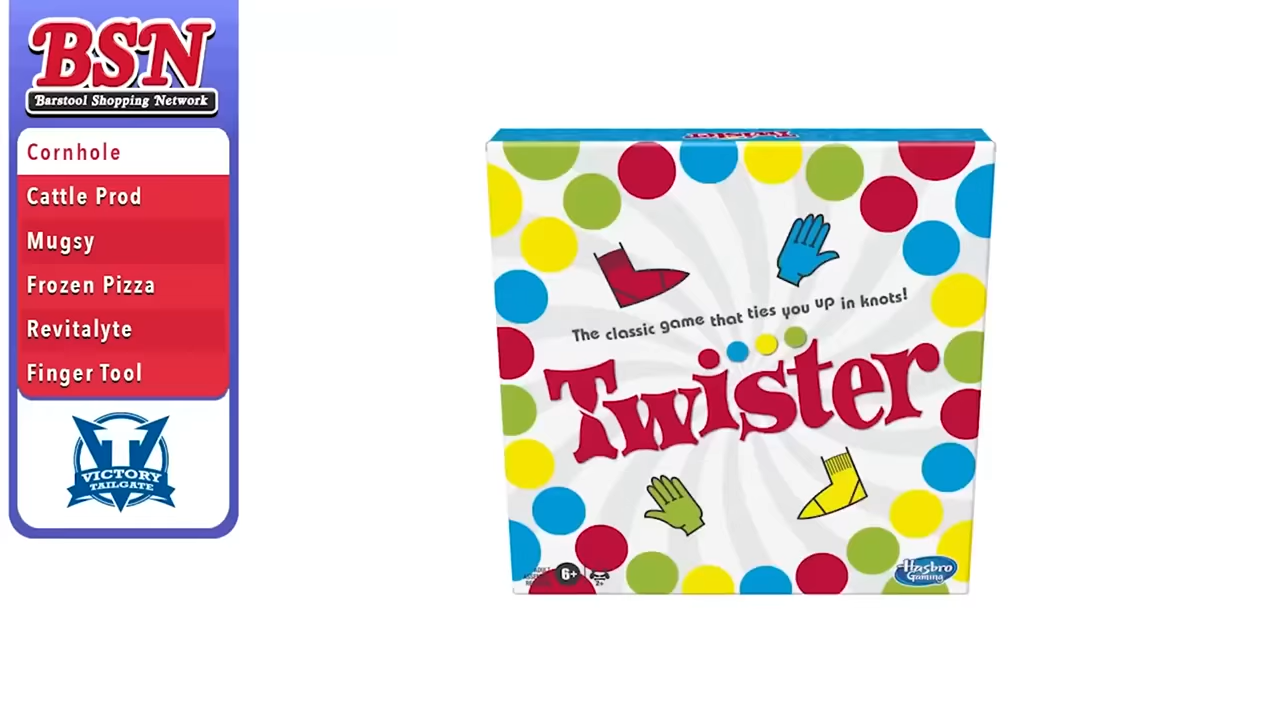 BSN
Barstool Shopping Network
Cornhole
Cattle Prod
Mugsy
Frozen Pizza
Revitalyte
Finger Tool
T
VICTORY
TAILGATE
Twister
The classic game that ties you up in knots!
Twister
6+
2+
Hasbro
Gaming